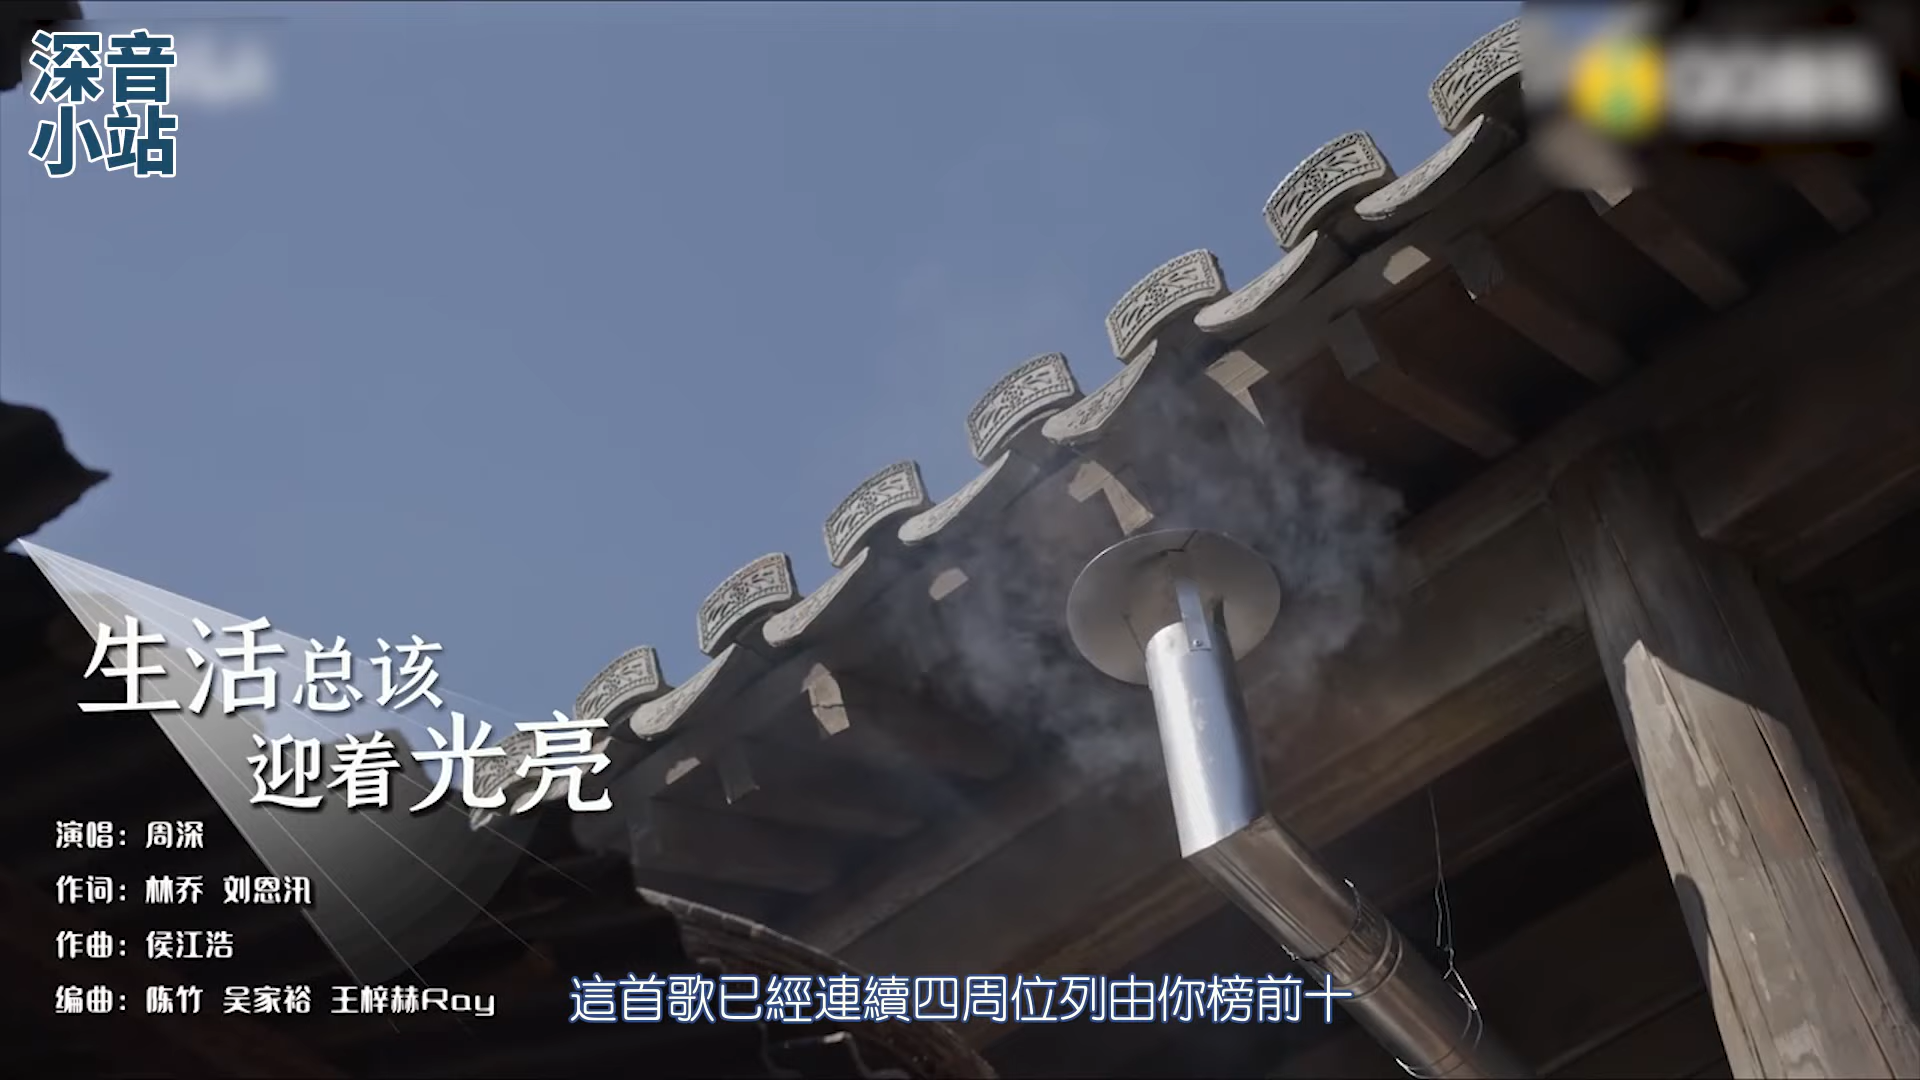 深音
小站
生活总该
迎着光亮
演唱：周深
作词：林乔 刘恩汛
作曲：侯江浩
编曲：陈竹 吴家裕 王梓赫Ray
這首歌已經連續四周位列由你榜前十